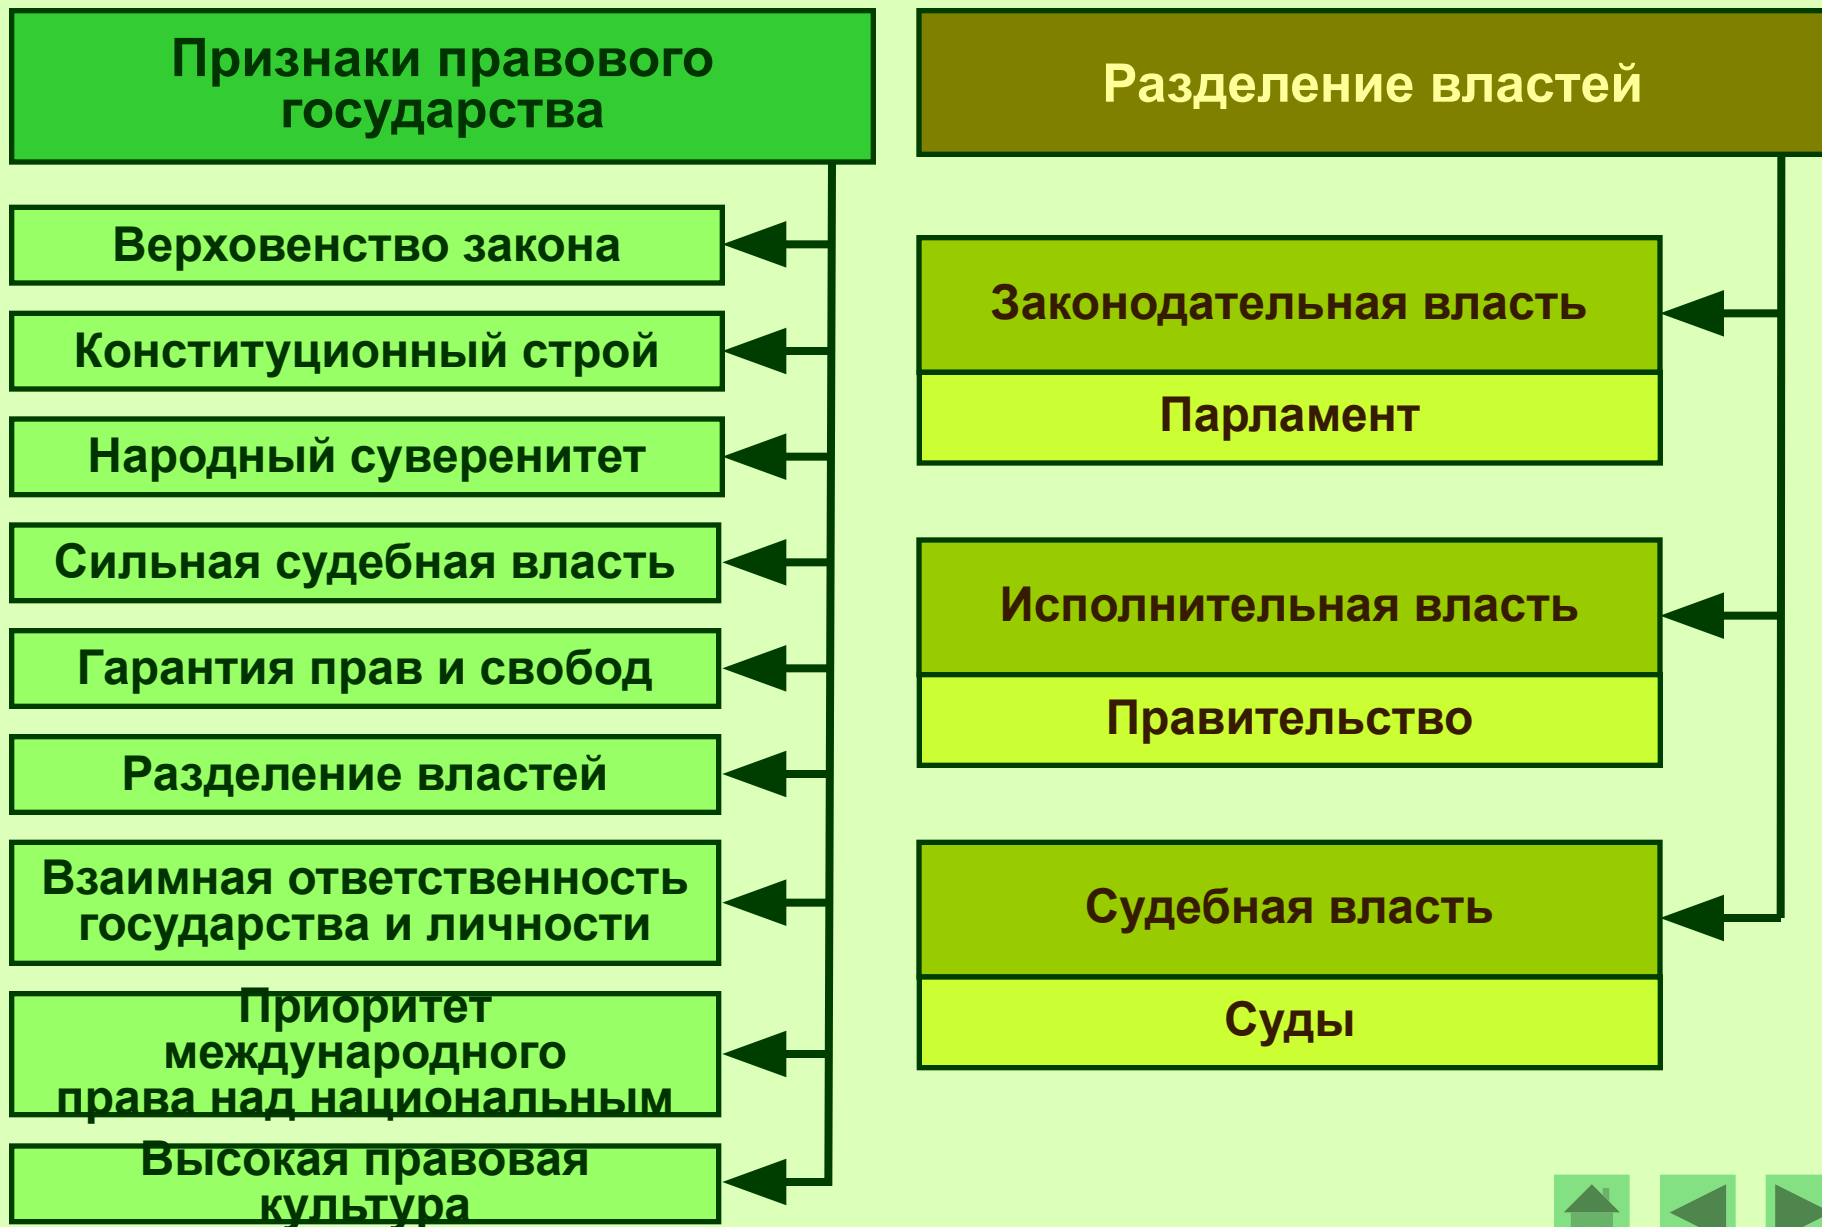 Признаки правового
государства
Верховенство закона
Конституционный строй
Народный суверенитет
Сильная судебная власть
Гарантия прав и свобод
Разделение властей
Взаимная ответственность
государства и личности
Приоритет
международного
права над национальным
Высокая правовая
культура
Разделение властей
Законодательная власть
Парламент
Исполнительная власть
Правительство
Судебная власть
Суды